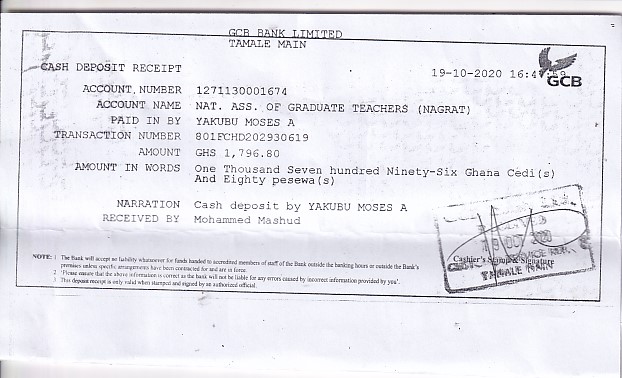 GCB BANK LIMITED
TAMALE MAIN
CASH DEPOSIT RECEIPT
19-10-2020 16:4
GCB
ACCOUNT NUMBER 1271130001674
ACCOUNT NAME NAT. ASS. OF GRADUATE TEACHERS (NAGRAT)
PAID IN BY YAKUBU MOSES A
TRANSACTION NUMBER 801FCHD202930619
AMOUNT GHS 1,796.80
AMOUNT IN WORDS One Thousand Seven hundred Ninety-Six Ghana Cedi(s)
And Eighty pesewa(s)
NARRATION Cash deposit by YAKUBU MOSES A
RECEIVED BY Mohammed Mashud
Cashier's Stamp & Signature
TAMALE MAIN
NOTE: 1 The Bank will accept no liability whatsoever for funds handed to accredited members of staff of the Bank outside the banking hours or outside the Bank's
premises unless specific arrangements have been contracted for and are in force.
2 'Please ensure that the above information is correct as the bank will not be liable for any errors caused by incorrect information provided by you'.
3 This deposit receipt is only valid when stamped and signed by an authorized official.